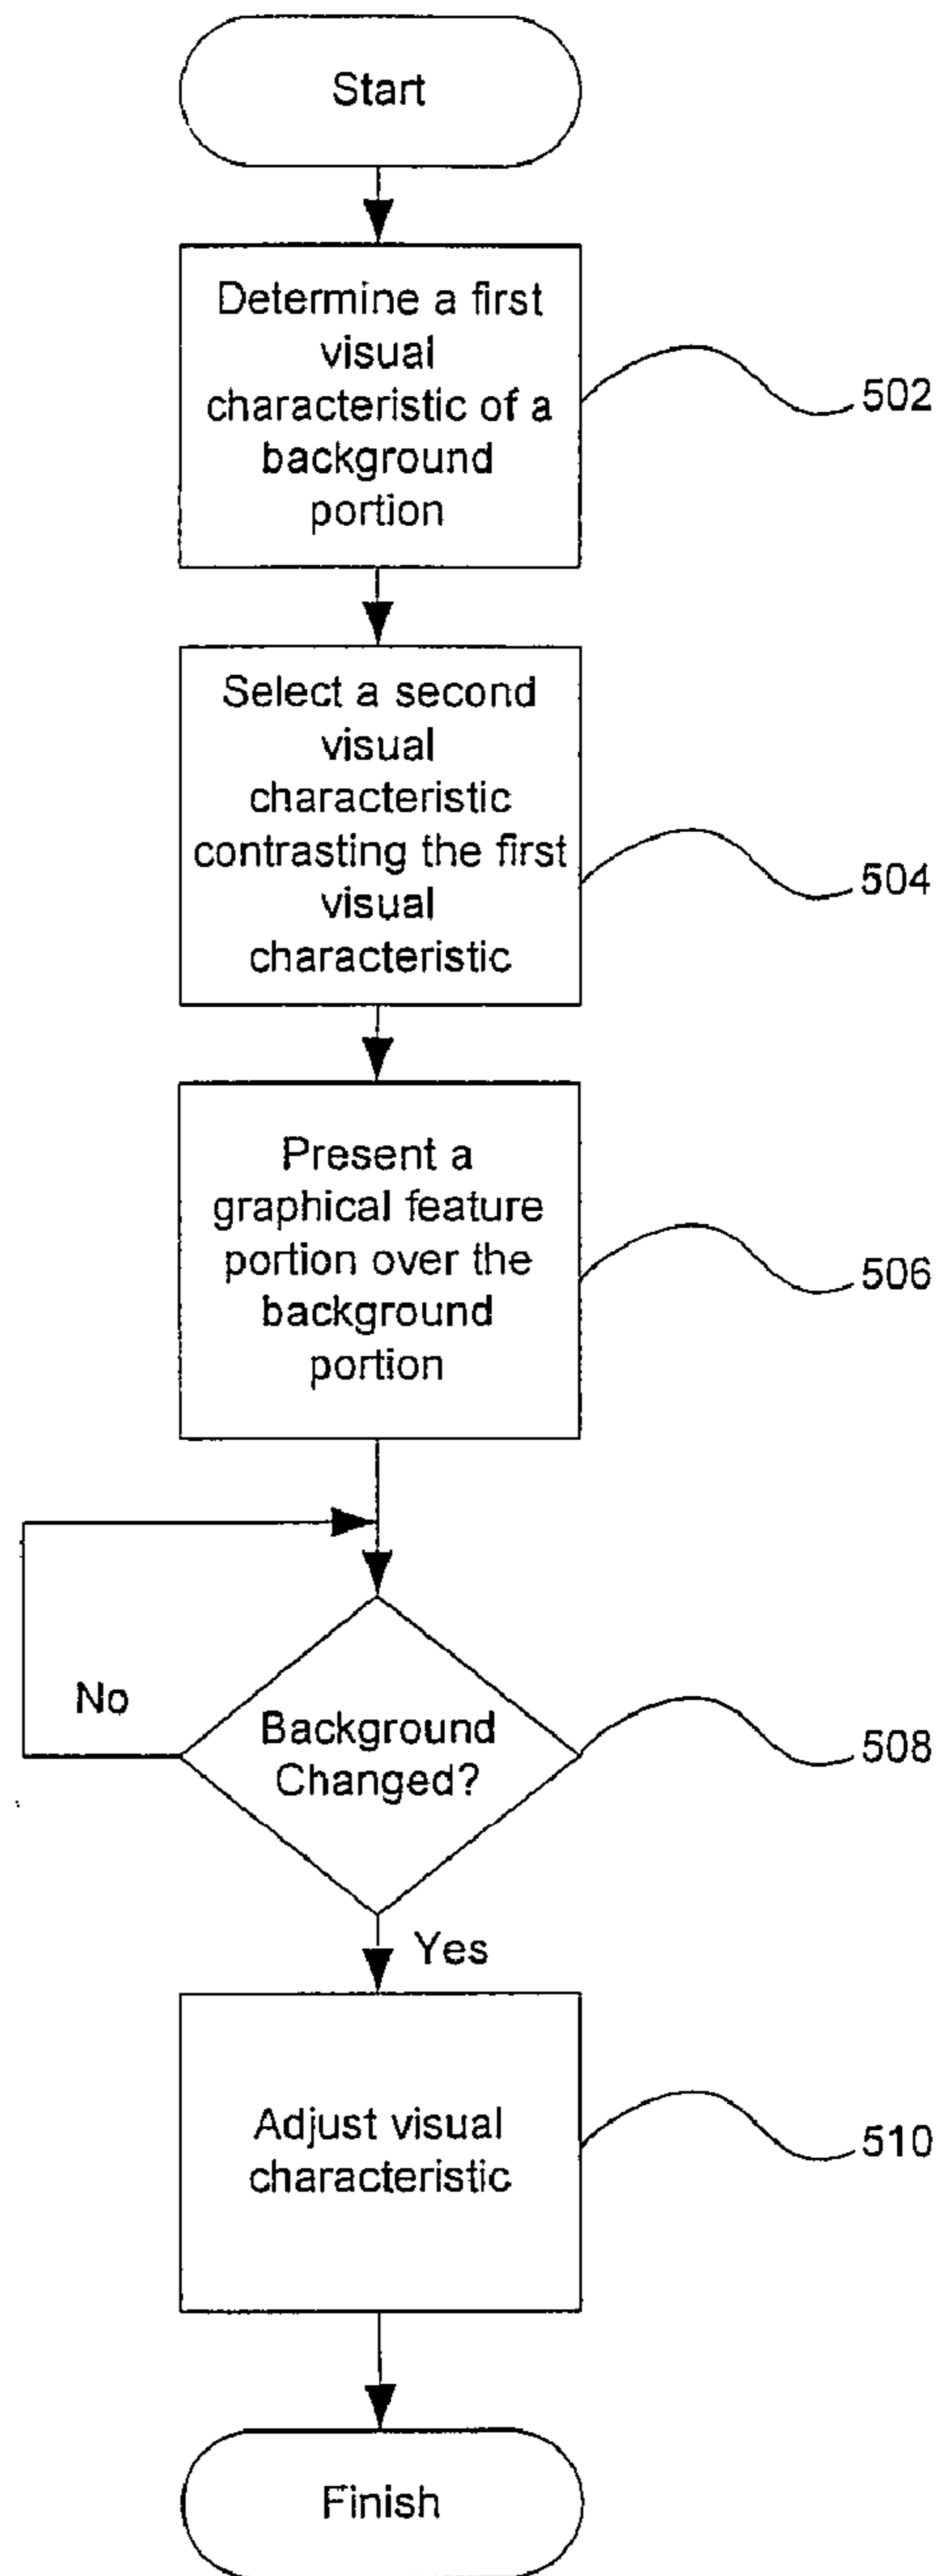 Start
Determine a first
visual
characteristic of a
background
portion
502
Select a second
visual
characteristic
contrasting the first
visual
characteristic
504
Present a
graphical feature
portion over the
background
portion
506
No
Background
Changed?
508
Yes
Adjust visual
characteristic
510
Finish